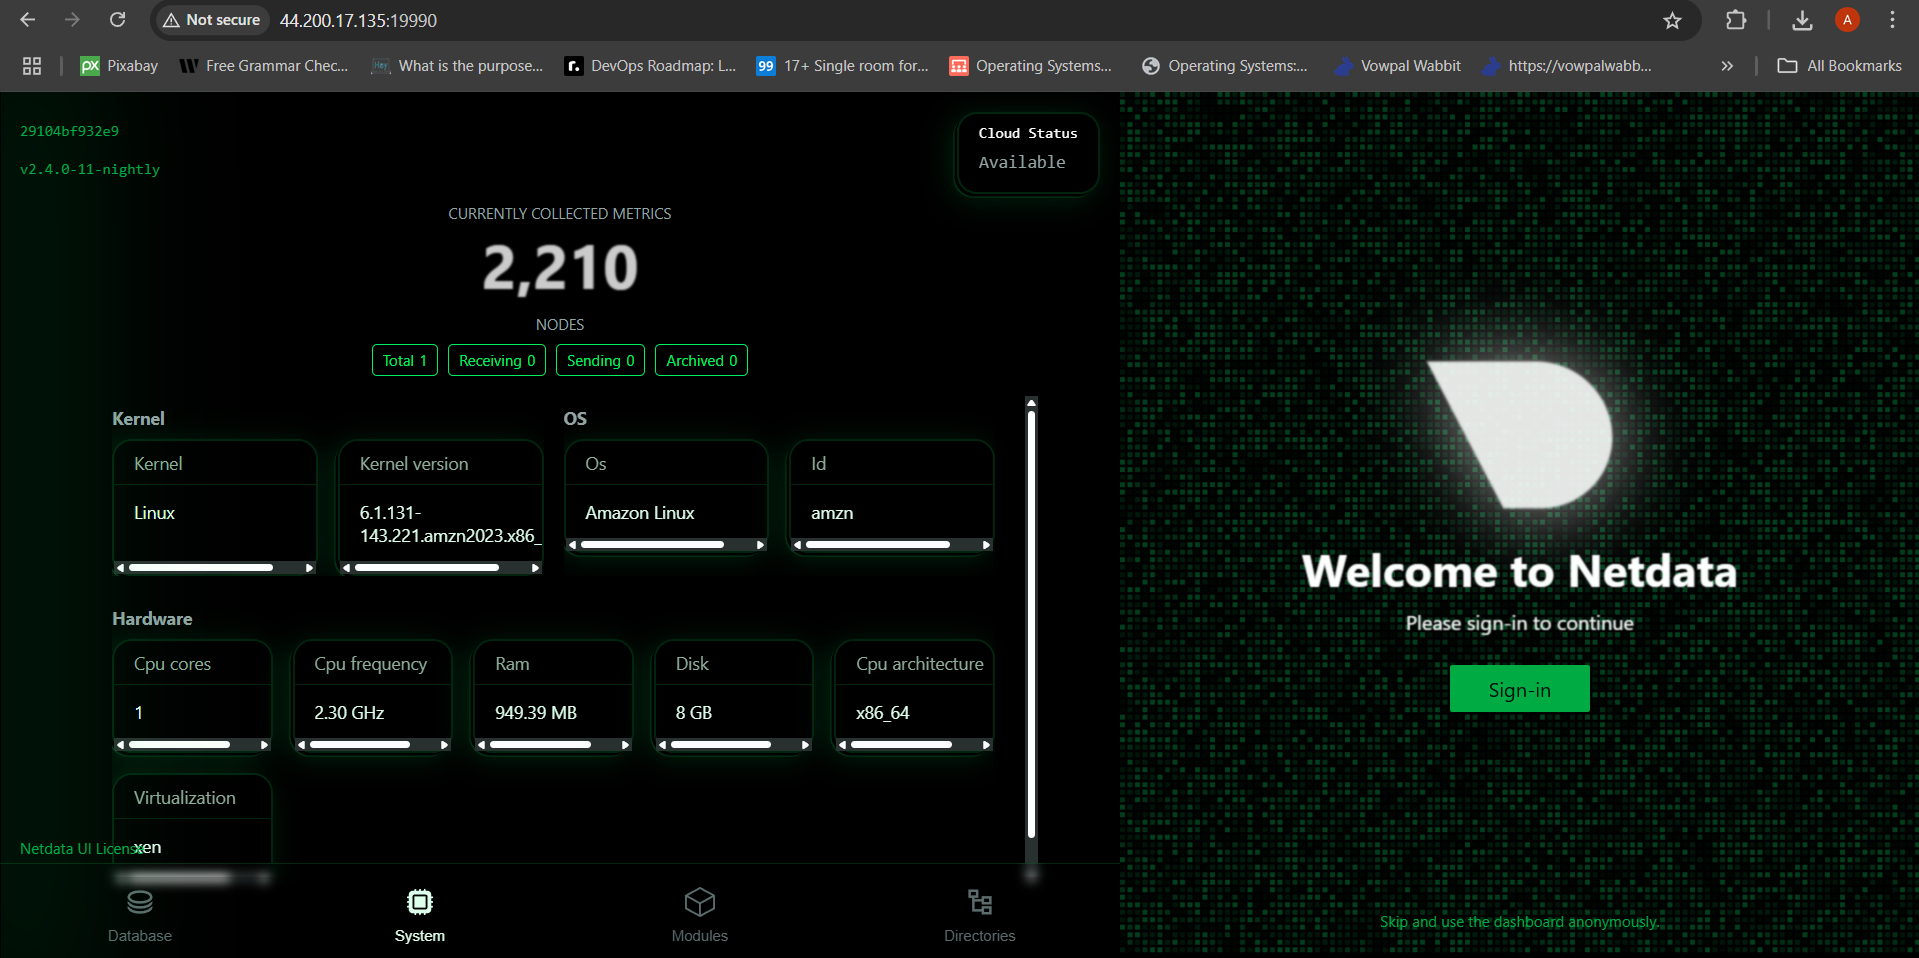 Not secure 44.200.17.135:19990
A
Pixabay Free Grammar Chec... What is the purpose... DevOps Roadmap: L... 17+ Single room for... Operating Systems... Operating Systems:... Vowpal Wabbit https://vowpalwabb... » All Bookmarks
px r. 99
29104bf932e9
v2.4.0-11-nightly
Cloud Status
Available
CURRENTLY COLLECTED METRICS
2,210
NODES
Total 1 Receiving 0 Sending 0 Archived 0
Kernel OS
Kernel Kernel version Os Id
Linux 6.1.131-
143.221.amzn2023.x86_ Amazon Linux amzn
Hardware
Cpu cores Cpu frequency Ram Disk Cpu architecture
1 2.30 GHz 949.39 MB 8 GB x86_64
Virtualization
xen
Netdata UI License
Database System Modules Directories
Welcome to Netdata
Please sign-in to continue
Sign-in
Skip and use the dashboard anonymously.